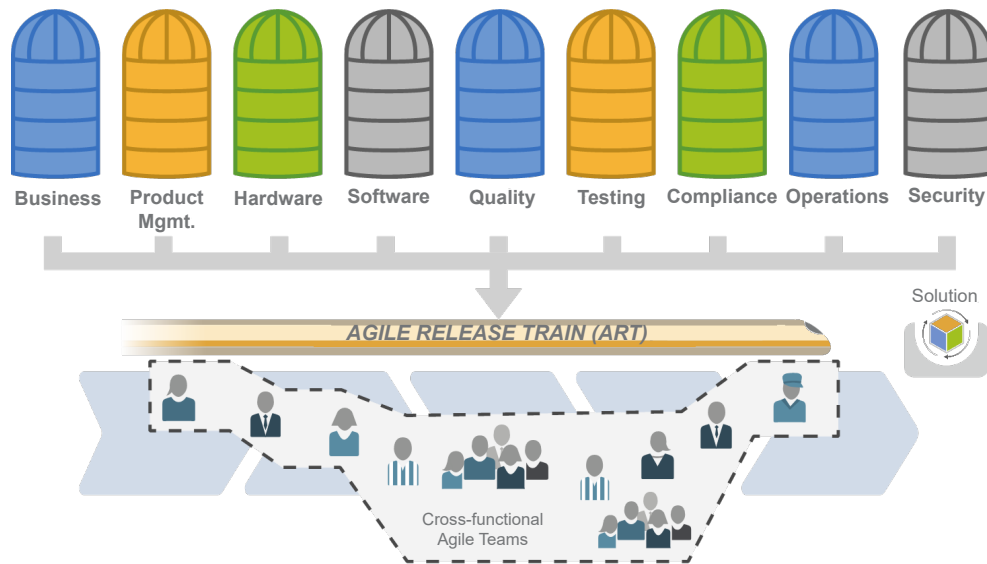 Business
Product
Mgmt.
Hardware
Software
Quality
Testing
Compliance
Operations
Security
Solution
AGILE RELEASE TRAIN (ART)
Cross-functional
Agile Teams